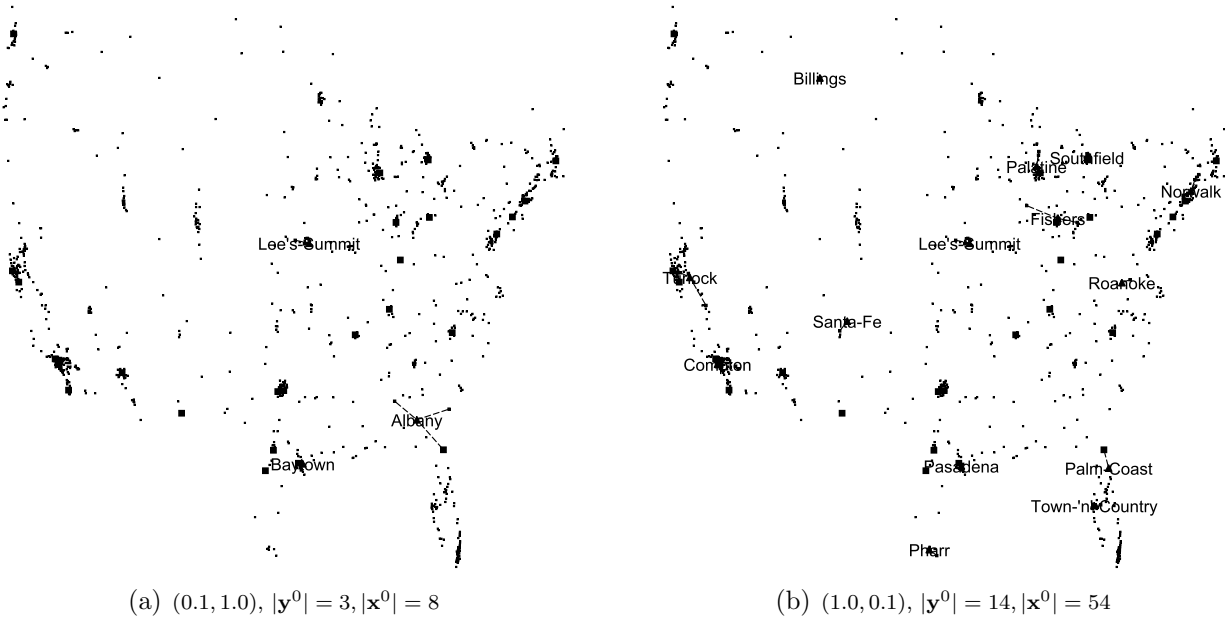 Lee's-Summit
Albany
Baytown
(a) (0.1, 1.0), |y⁰| = 3, |x⁰| = 8
Billings
Southfield
Palatine
Norwalk
Fishers
Lee's-Summit
Turlock
Roanoke
Santa-Fe
Compton
Pasadena
Palm-Coast
Town-'n'-Country
Pharr
(b) (1.0, 0.1), |y⁰| = 14, |x⁰| = 54